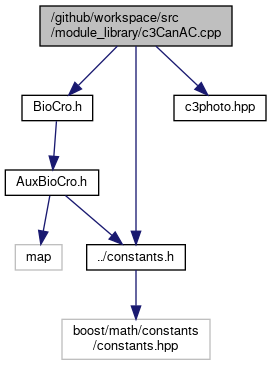 /github/workspace/src
/module_library/c3CanAC.cpp
BioCro.h
c3photo.hpp
AuxBioCro.h
map
../constants.h
boost/math/constants
/constants.hpp